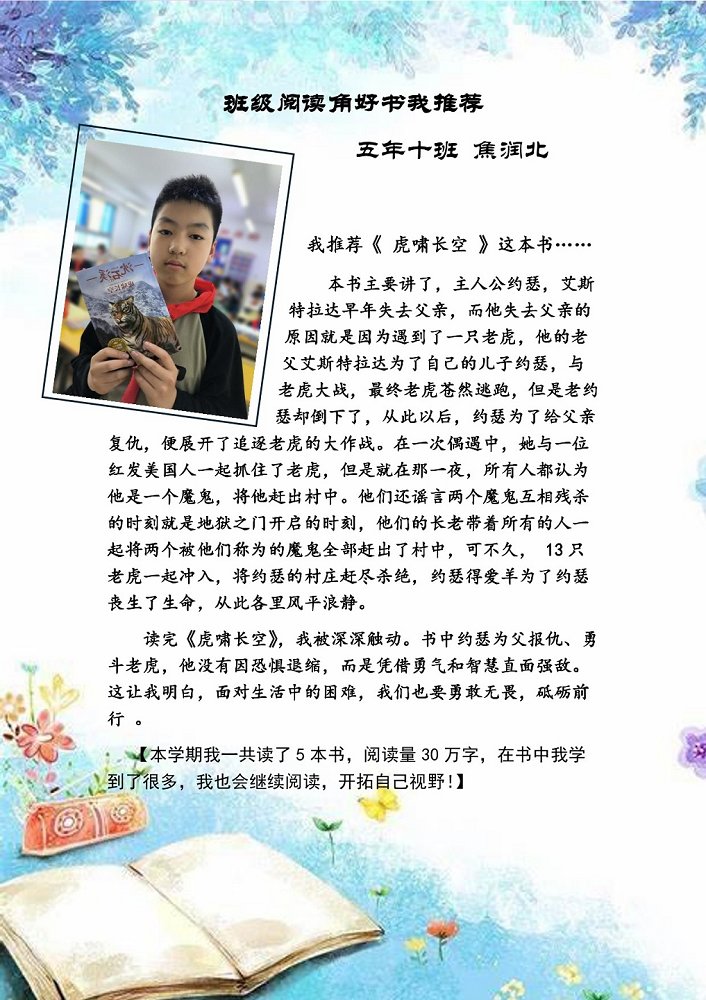 班级阅读角好书我推荐
五年十班 焦润北
我推荐《 虎啸长空 》这本书……
本书主要讲了，主人公约瑟，艾斯
特拉达早年失去父亲，而他失去父亲的
原因就是因为遇到了一只老虎，他的老
父艾斯特拉达为了自己的儿子约瑟，与
老虎大战，最终老虎苍然逃跑，但是老约
瑟却倒下了，从此以后，约瑟为了给父亲
复仇，便展开了追逐老虎的大作战。在一次偶遇中，她与一位
红发美国人一起抓住了老虎，但是就在那一夜，所有人都认为
他是一个魔鬼，将他赶出村中。他们还谣言两个魔鬼互相残杀
的时刻就是地狱之门开启的时刻，他们的长老带着所有的人一
起将两个被他们称为的魔鬼全部赶出了村中，可不久， 13 只
老虎一起冲入，将约瑟的村庄赶尽杀绝，约瑟得爱羊为了约瑟
丧生了生命，从此各里风平浪静。
读完《虎啸长空》，我被深深触动。书中约瑟为父报仇、勇
斗老虎，他没有因恐惧退缩，而是凭借勇气和智慧直面强敌。
这让我明白，面对生活中的困难，我们也要勇敢无畏，砥砺前
行 。
【本学期我一共读了 5 本书，阅读量 30 万字，在书中我学
到了很多，我也会继续阅读，开拓自己视野！】
沈石溪